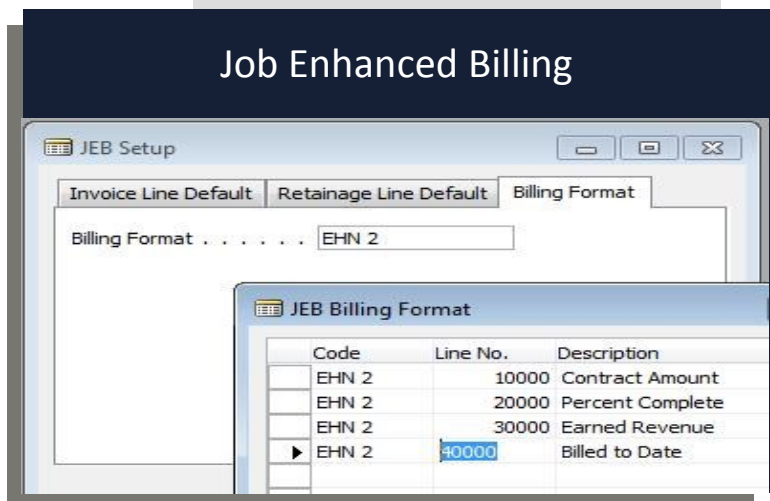 Job Enhanced Billing
JEB Setup
Invoice Line Default Retainage Line Default Billing Format
Billing Format . . . . . . EHN 2
JEB Billing Format
Code Line No. Description
EHN 2 10000 Contract Amount
EHN 2 20000 Percent Complete
EHN 2 30000 Earned Revenue
EHN 2 40000 Billed to Date